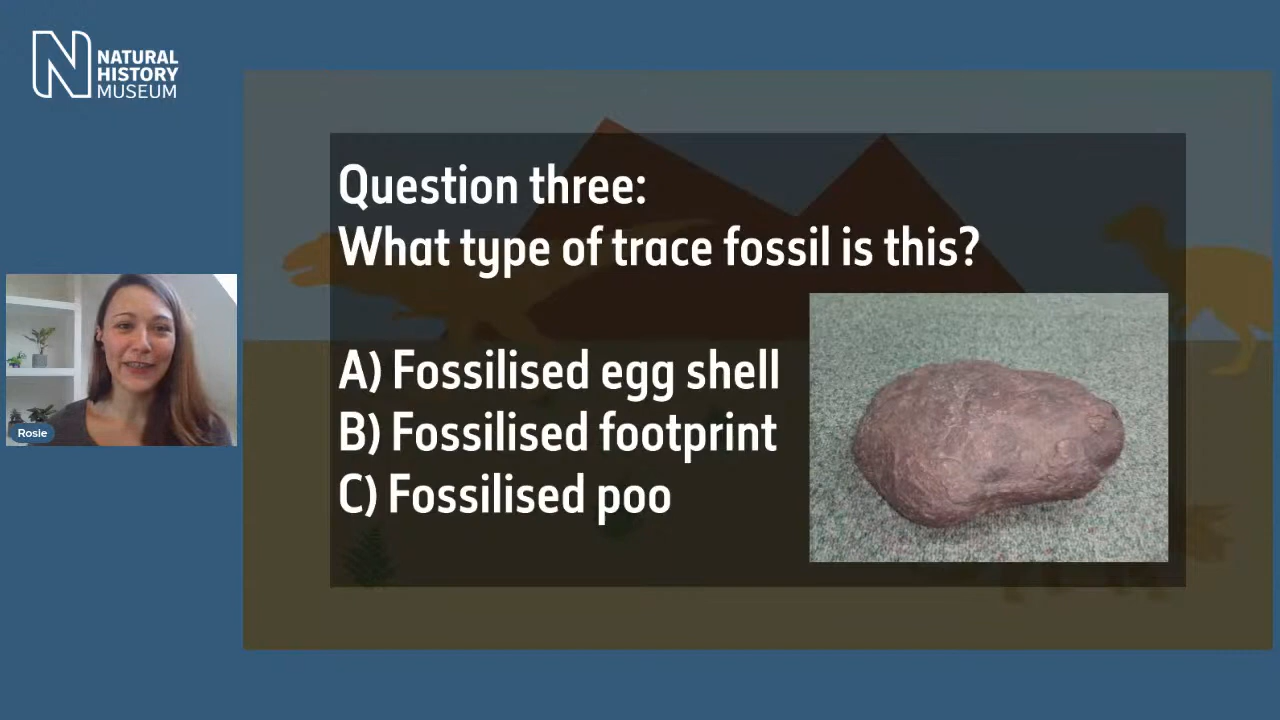 NATURAL
HISTORY
MUSEUM
Question three:
What type of trace fossil is this?
A) Fossilised egg shell
B) Fossilised footprint
C) Fossilised poo
Rosie